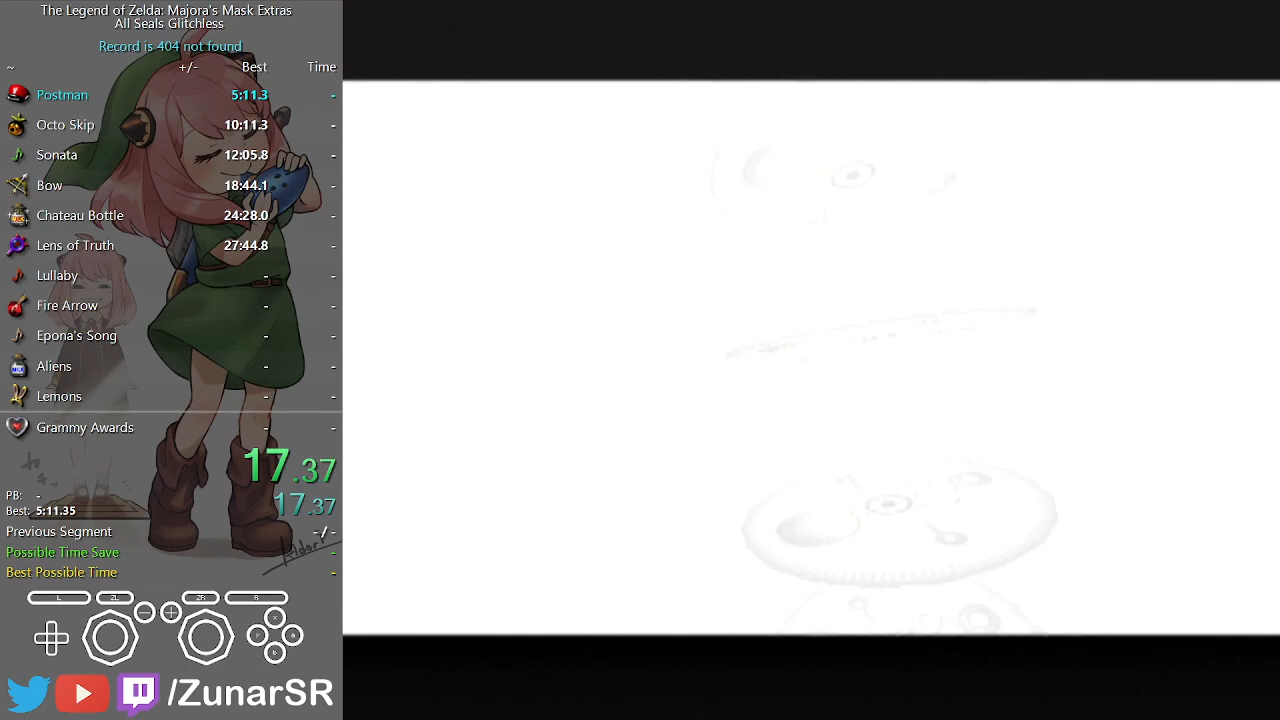 The Legend of Zelda: Majora's Mask Extras
All Seals Glitchless
Record is 404 not found
~ +/- Best Time
Postman 5:11.3 -
Octo Skip 10:11.3 -
Sonata 12:05.8 -
Bow 18:44.1 -
Chateau Bottle 24:28.0 -
Lens of Truth 27:44.8 -
Lullaby - -
Fire Arrow - -
Epona's Song - -
Aliens - -
Lemons - -
Grammy Awards - -
17.37
17.37
PB: -
Best: 5:11.35
Previous Segment - / -
Possible Time Save -
Best Possible Time -
L ZL ZR R
/ZunarSR